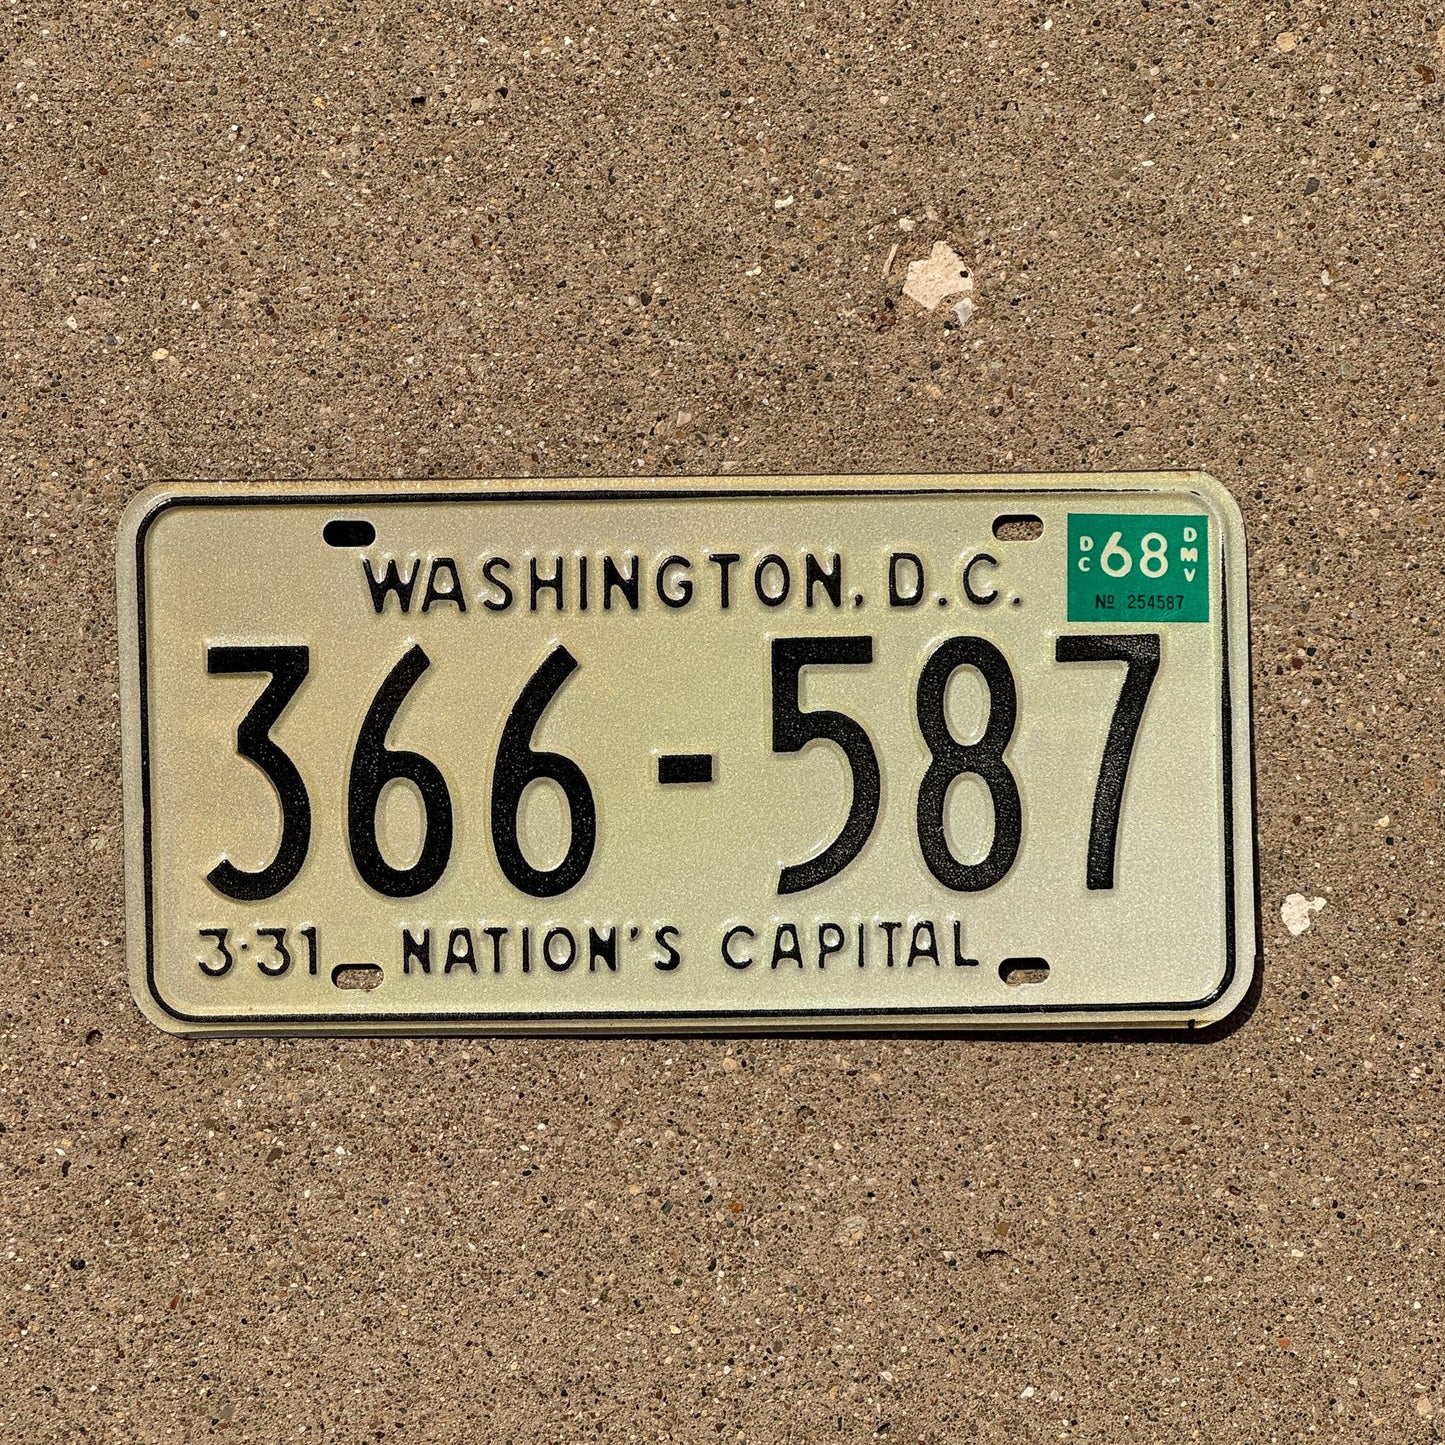 WASHINGTON, D.C.
DC 68 DMV
Nº 254587
366-587
3·31 NATION'S CAPITAL